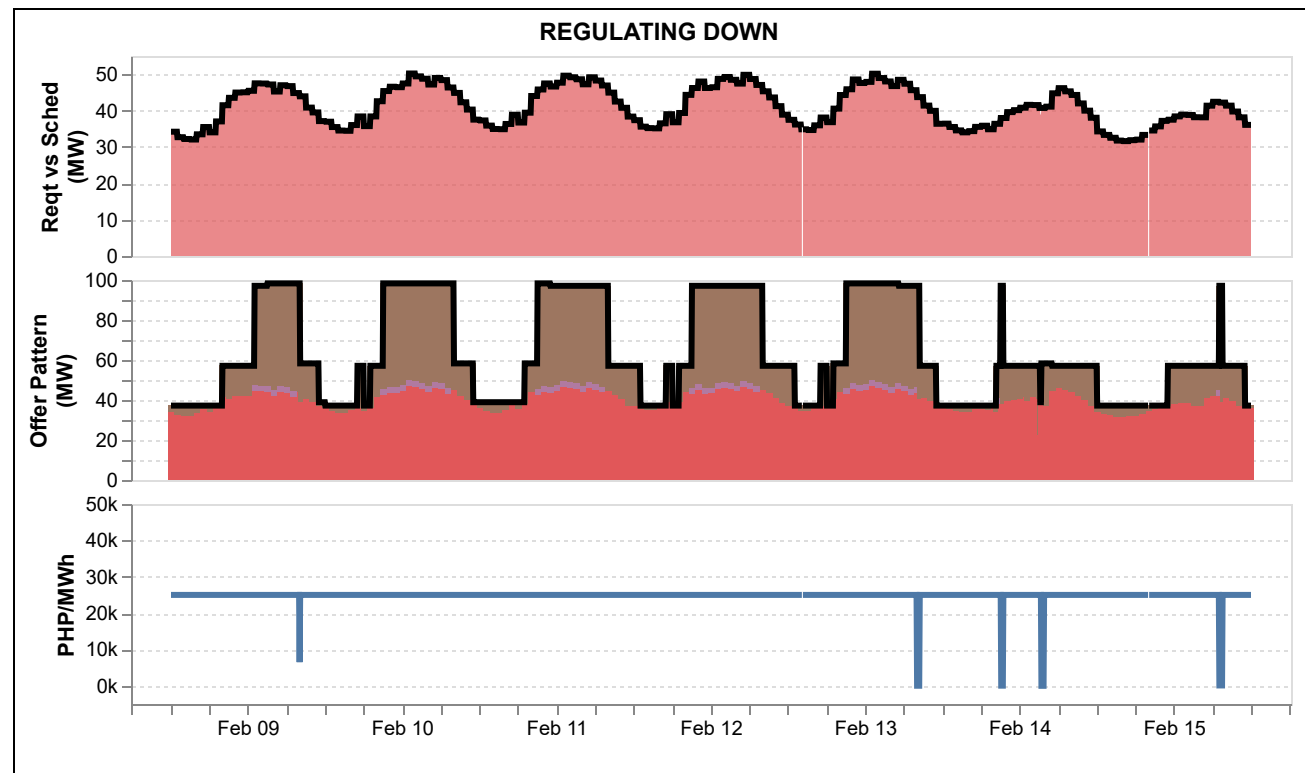 REGULATING DOWN
Reqt vs Sched
(MW)
50
40
30
20
10
0
Offer Pattern
(MW)
100
80
60
40
20
0
PHP/MWh
50k
40k
30k
20k
10k
0k
Feb 09 Feb 10 Feb 11 Feb 12 Feb 13 Feb 14 Feb 15